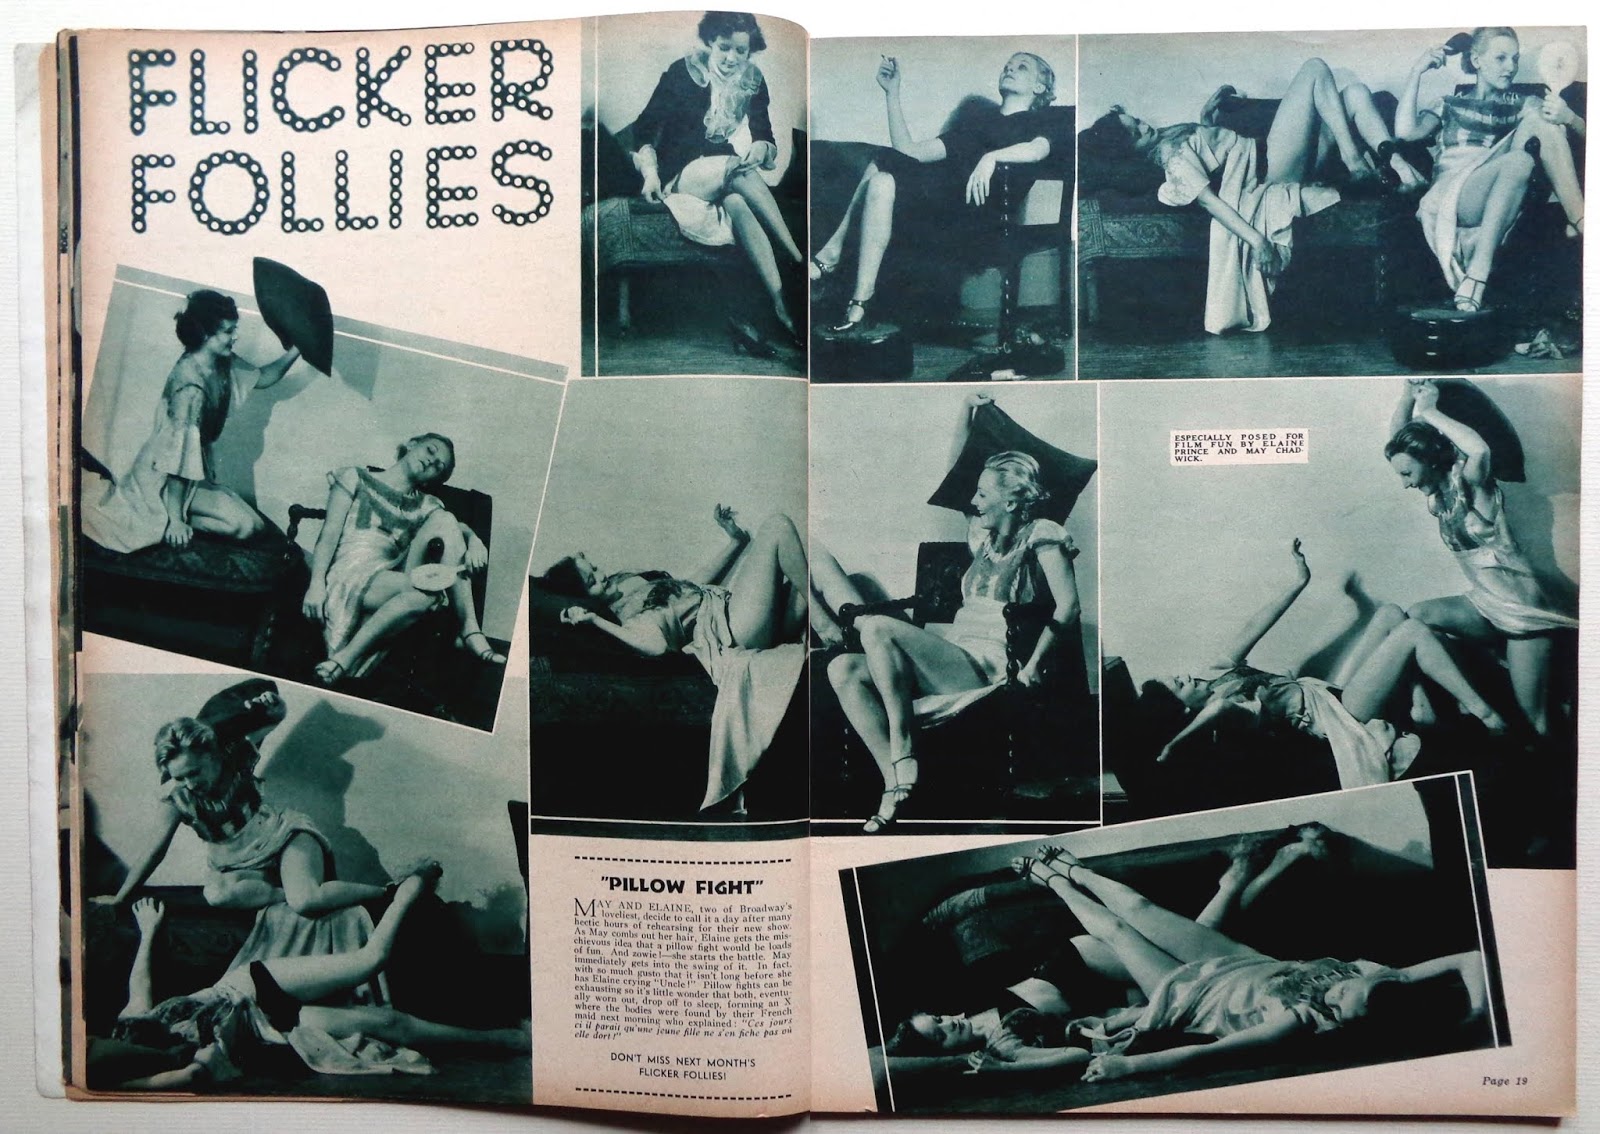 FLICKER
FOLLIES
ESPECIALLY POSED FOR
FILM FUN BY ELAINE
PRINCE AND MAY CHAD-
WICK.
"PILLOW FIGHT"
MAY AND ELAINE, two of Broadway's
loveliest, decide to call it a day after many
hectic hours of rehearsing for their new show.
As May combs out her hair, Elaine gets the mis-
chievous idea that a pillow fight would be loads
of fun. And zowie!—she starts the battle. May
immediately gets into the swing of it. In fact,
with so much gusto that it isn't long before she
has Elaine crying "Uncle!" Pillow fights can be
exhausting so it's little wonder that both, eventu-
ally worn out, drop off to sleep, forming an X
where the bodies were found by their French
maid next morning who explained: "Ces jours
ci il parait qu'une jeune fille ne s'en fiche pas où
elle dort!"
DON'T MISS NEXT MONTH'S
FLICKER FOLLIES!
Page 19